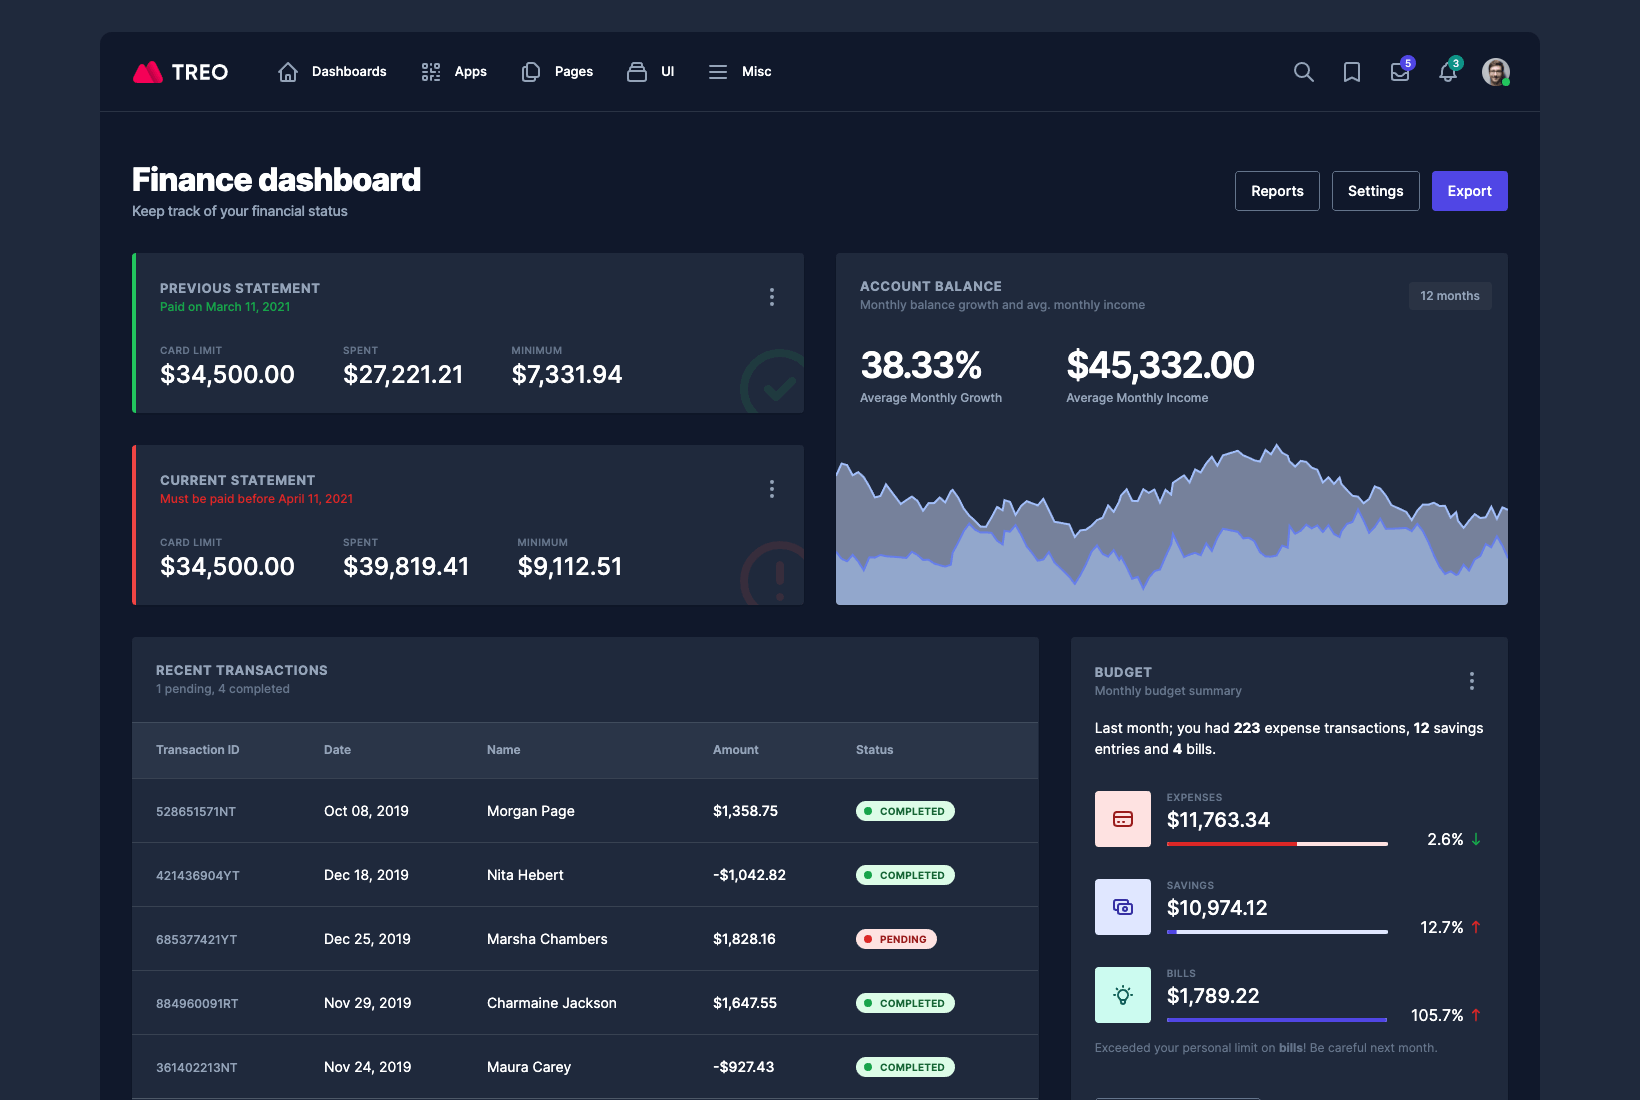 TREO
Dashboards
Apps
Pages
UI
Misc
5
3
Finance dashboard
Keep track of your financial status
Reports
Settings
Export
PREVIOUS STATEMENT
Paid on March 11, 2021
CARD LIMIT SPENT MINIMUM
$34,500.00 $27,221.21 $7,331.94
CURRENT STATEMENT
Must be paid before April 11, 2021
CARD LIMIT SPENT MINIMUM
$34,500.00 $39,819.41 $9,112.51
ACCOUNT BALANCE
Monthly balance growth and avg. monthly income
12 months
38.33% $45,332.00
Average Monthly Growth Average Monthly Income
RECENT TRANSACTIONS
1 pending, 4 completed
Transaction ID Date Name Amount Status
528651571NT Oct 08, 2019 Morgan Page $1,358.75 COMPLETED
421436904YT Dec 18, 2019 Nita Hebert -$1,042.82 COMPLETED
685377421YT Dec 25, 2019 Marsha Chambers $1,828.16 PENDING
884960091RT Nov 29, 2019 Charmaine Jackson $1,647.55 COMPLETED
361402213NT Nov 24, 2019 Maura Carey -$927.43 COMPLETED
BUDGET
Monthly budget summary
Last month; you had 223 expense transactions, 12 savings
entries and 4 bills.
EXPENSES
$11,763.34
2.6%
SAVINGS
$10,974.12
12.7%
BILLS
$1,789.22
105.7%
Exceeded your personal limit on bills! Be careful next month.